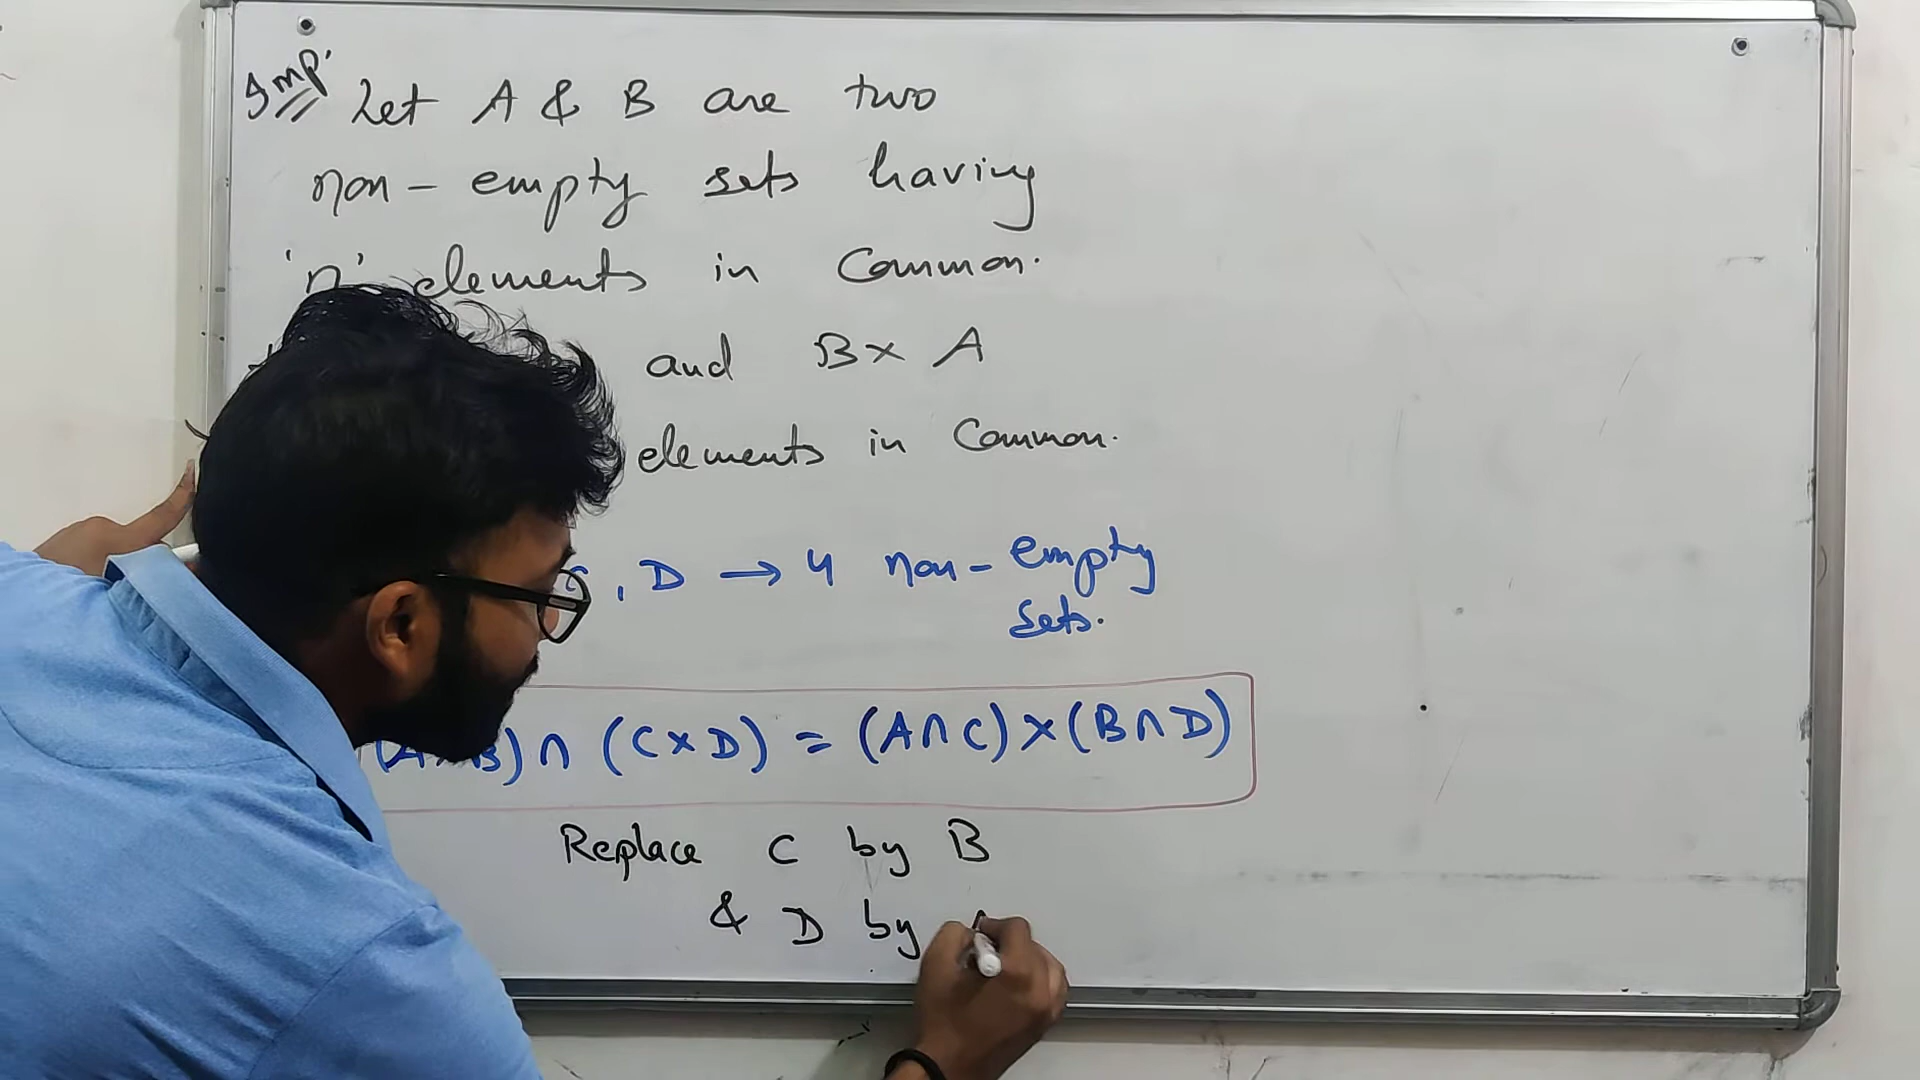 Imp.
Let A & B are two
non-empty sets having
'n' elements in Common.
and B× A
elements in Common.
, D → 4 non-empty
sets.
∩ (C×D) = (A∩C)×(B∩D)
Replace C by B
& D by